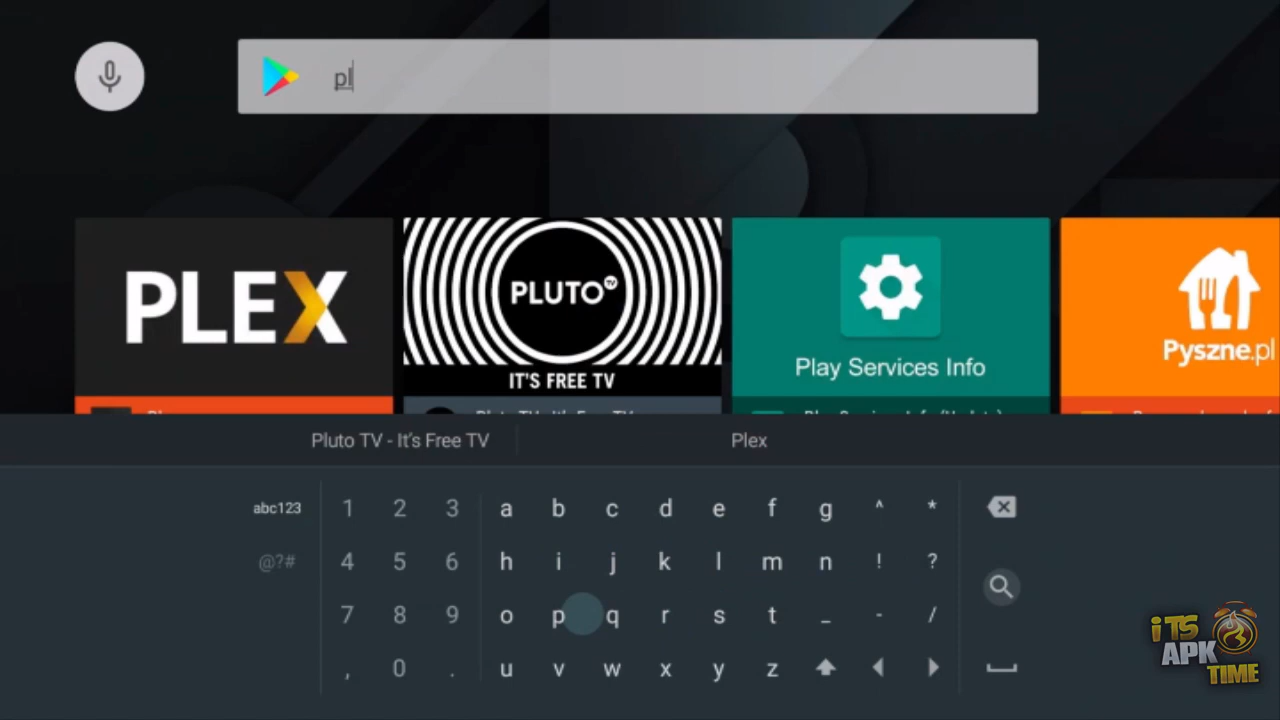 pl
PLEX
PLUTO TV
IT'S FREE TV
Play Services Info
Pyszne.pl
Pluto TV - It's Free TV
Plex
abc123 1 2 3 a b c d e f g ^ *
@?# 4 5 6 h i j k l m n ! ?
7 8 9 o p q r s t _ - /
, 0 . u v w x y z
iTS
APK
TIME